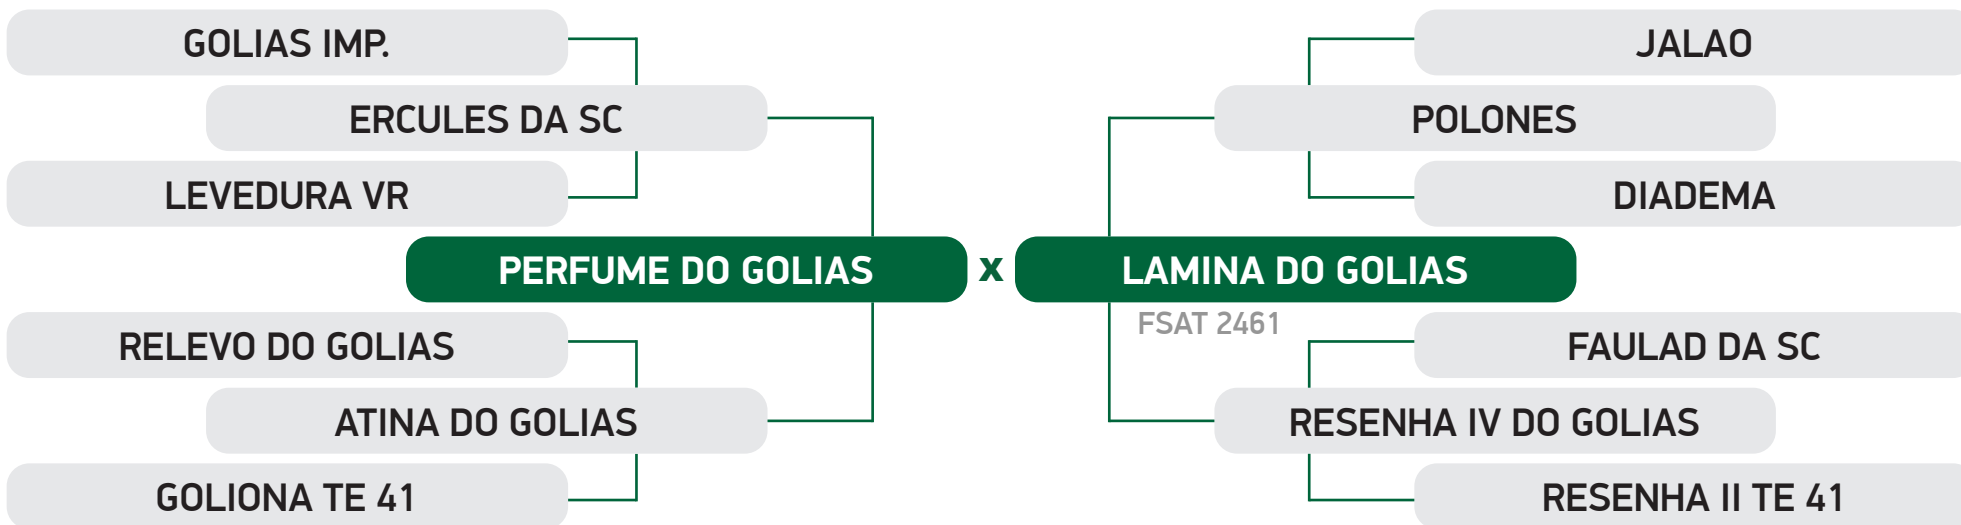 GOLIAS IMP.
JALAO
ERCULES DA SC
POLONES
LEVEDURA VR
DIADEMA
PERFUME DO GOLIAS x LAMINA DO GOLIAS
FSAT 2461
RELEVO DO GOLIAS
FAULAD DA SC
ATINA DO GOLIAS
RESENHA IV DO GOLIAS
GOLIONA TE 41
RESENHA II TE 41